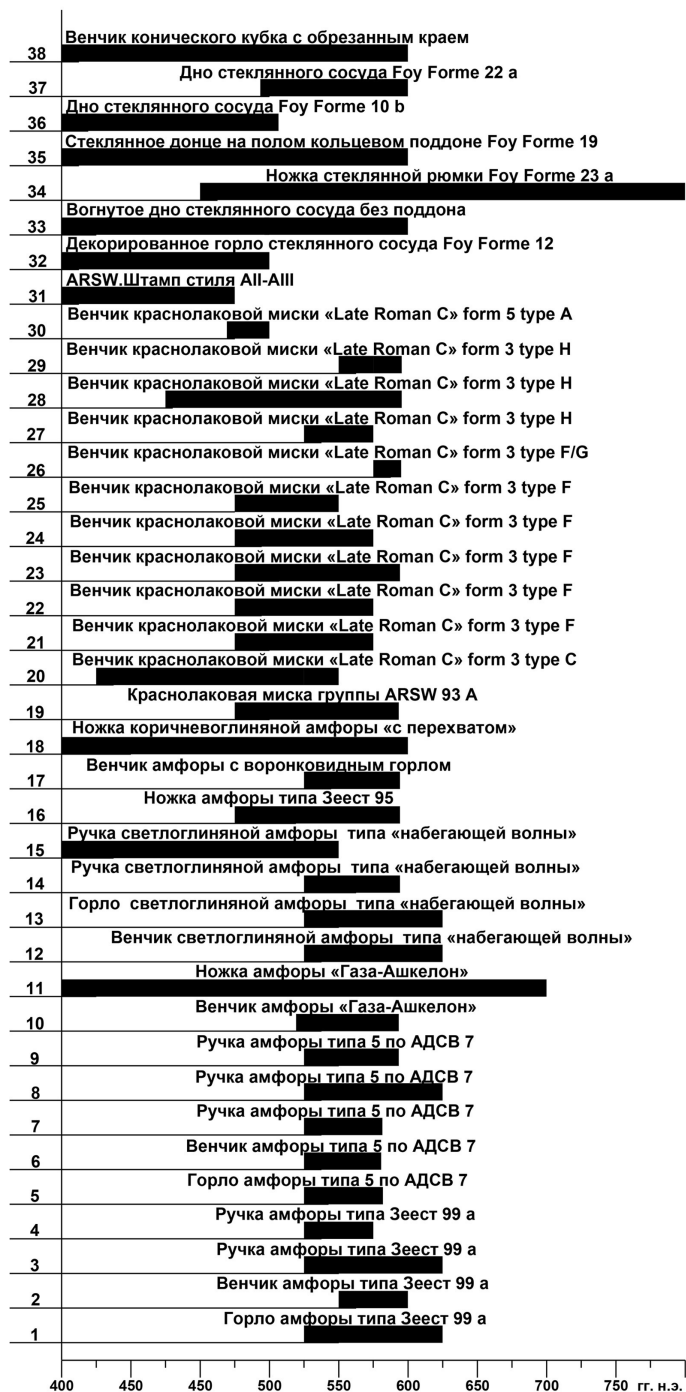 Венчик конического кубка с обрезанным краем
38
Дно стеклянного сосуда Foy Forme 22 a
37
Дно стеклянного сосуда Foy Forme 10 b
36
Стеклянное донце на полом кольцевом поддоне Foy Forme 19
35
Ножка стеклянной рюмки Foy Forme 23 a
34
Вогнутое дно стеклянного сосуда без поддона
33
Декорированное горло стеклянного сосуда Foy Forme 12
32
ARSW.Штамп стиля AII-AIII
31
Венчик краснолаковой миски «Late Roman C» form 5 type A
30
Венчик краснолаковой миски «Late Roman C» form 3 type H
29
Венчик краснолаковой миски «Late Roman C» form 3 type H
28
Венчик краснолаковой миски «Late Roman C» form 3 type H
27
Венчик краснолаковой миски «Late Roman C» form 3 type F/G
26
Венчик краснолаковой миски «Late Roman C» form 3 type F
25
Венчик краснолаковой миски «Late Roman C» form 3 type F
24
Венчик краснолаковой миски «Late Roman C» form 3 type F
23
Венчик краснолаковой миски «Late Roman C» form 3 type F
22
Венчик краснолаковой миски «Late Roman C» form 3 type F
21
Венчик краснолаковой миски «Late Roman C» form 3 type C
20
Краснолаковая миска группы ARSW 93 A
19
Ножка коричневоглиняной амфоры «с перехватом»
18
Венчик амфоры с воронковидным горлом
17
Ножка амфоры типа Зеест 95
16
Ручка светлоглиняной амфоры типа «набегающей волны»
15
Ручка светлоглиняной амфоры типа «набегающей волны»
14
Горло светлоглиняной амфоры типа «набегающей волны»
13
Венчик светлоглиняной амфоры типа «набегающей волны»
12
Ножка амфоры «Газа-Ашкелон»
11
Венчик амфоры «Газа-Ашкелон»
10
Ручка амфоры типа 5 по АДСВ 7
9
Ручка амфоры типа 5 по АДСВ 7
8
Ручка амфоры типа 5 по АДСВ 7
7
Венчик амфоры типа 5 по АДСВ 7
6
Горло амфоры типа 5 по АДСВ 7
5
Ручка амфоры типа Зеест 99 а
4
Ручка амфоры типа Зеест 99 а
3
Венчик амфоры типа Зеест 99 а
2
Горло амфоры типа Зеест 99 а
1
400 450 500 550 600 650 700 750 гг. н.э.